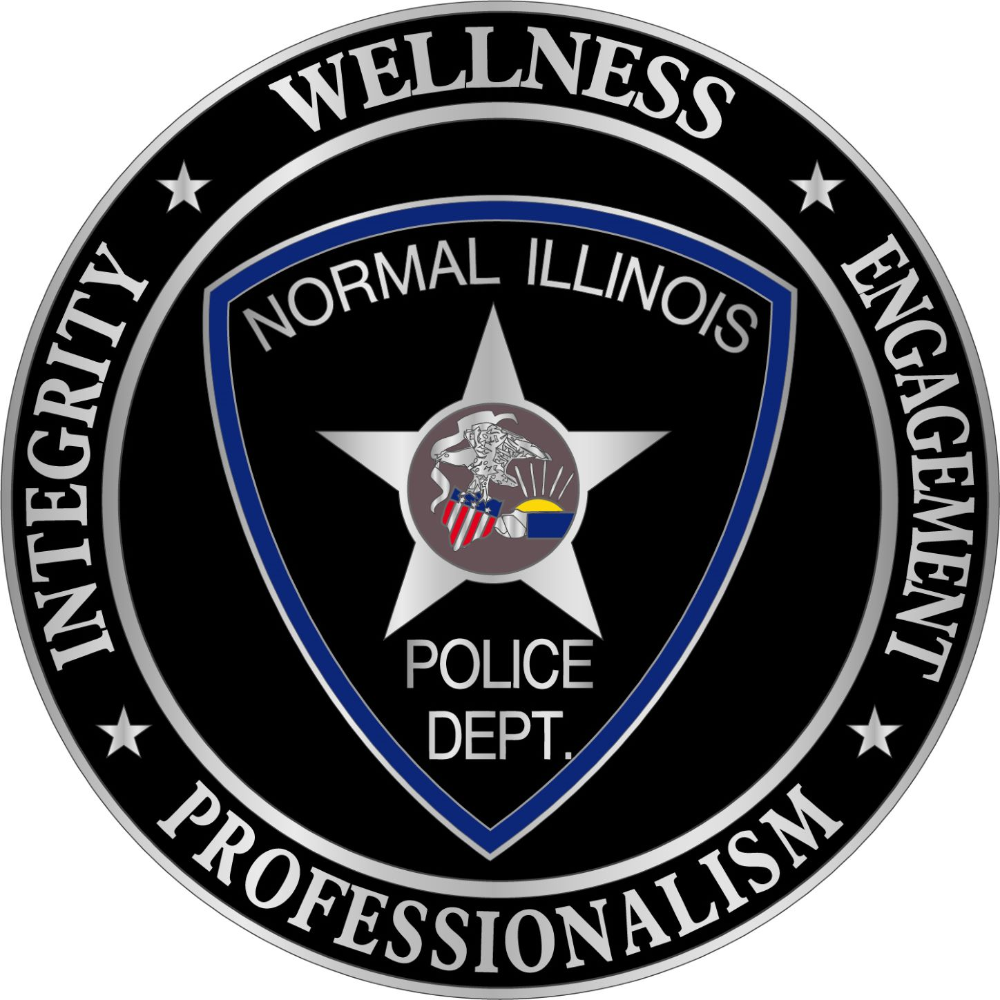 WELLNESS
INTEGRITY
ENGAGEMENT
NORMAL ILLINOIS
POLICE
DEPT.
PROFESSIONALISM